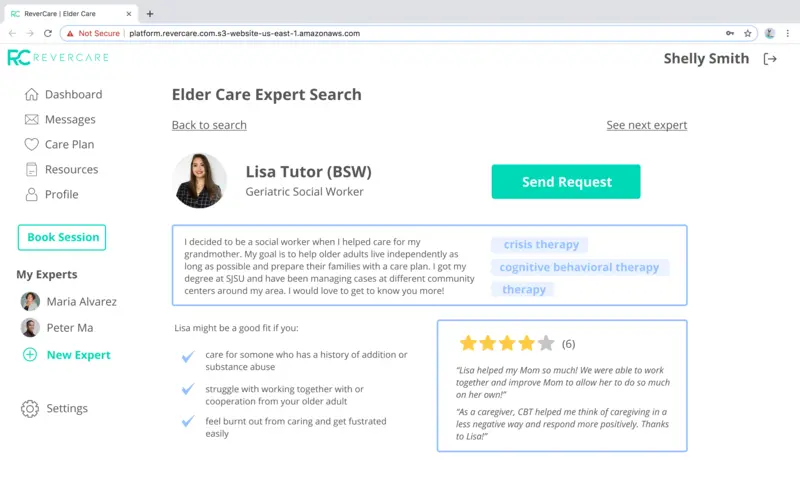 ReverCare | Elder Care
Not Secure | platform.revercare.com.s3-website-us-east-1.amazonaws.com
RC REVERCARE
Shelly Smith
Dashboard
Messages
Care Plan
Resources
Profile
Book Session
My Experts
Maria Alvarez
Peter Ma
New Expert
Settings
Elder Care Expert Search
Back to search
See next expert
Lisa Tutor (BSW)
Geriatric Social Worker
Send Request
I decided to be a social worker when I helped care for my
grandmother. My goal is to help older adults live independently as
long as possible and prepare their families with a care plan. I got my
degree at SJSU and have been managing cases at different community
centers around my area. I would love to get to know you more!
crisis therapy
cognitive behavioral therapy
therapy
Lisa might be a good fit if you:
care for somone who has a history of addition or
substance abuse
struggle with working together with or
cooperation from your older adult
feel burnt out from caring and get fustrated
easily
(6)
“Lisa helped my Mom so much! We were able to work
together and improve Mom to allow her to do so much
on her own!”
“As a caregiver, CBT helped me think of caregiving in a
less negative way and respond more positively. Thanks
to Lisa!”